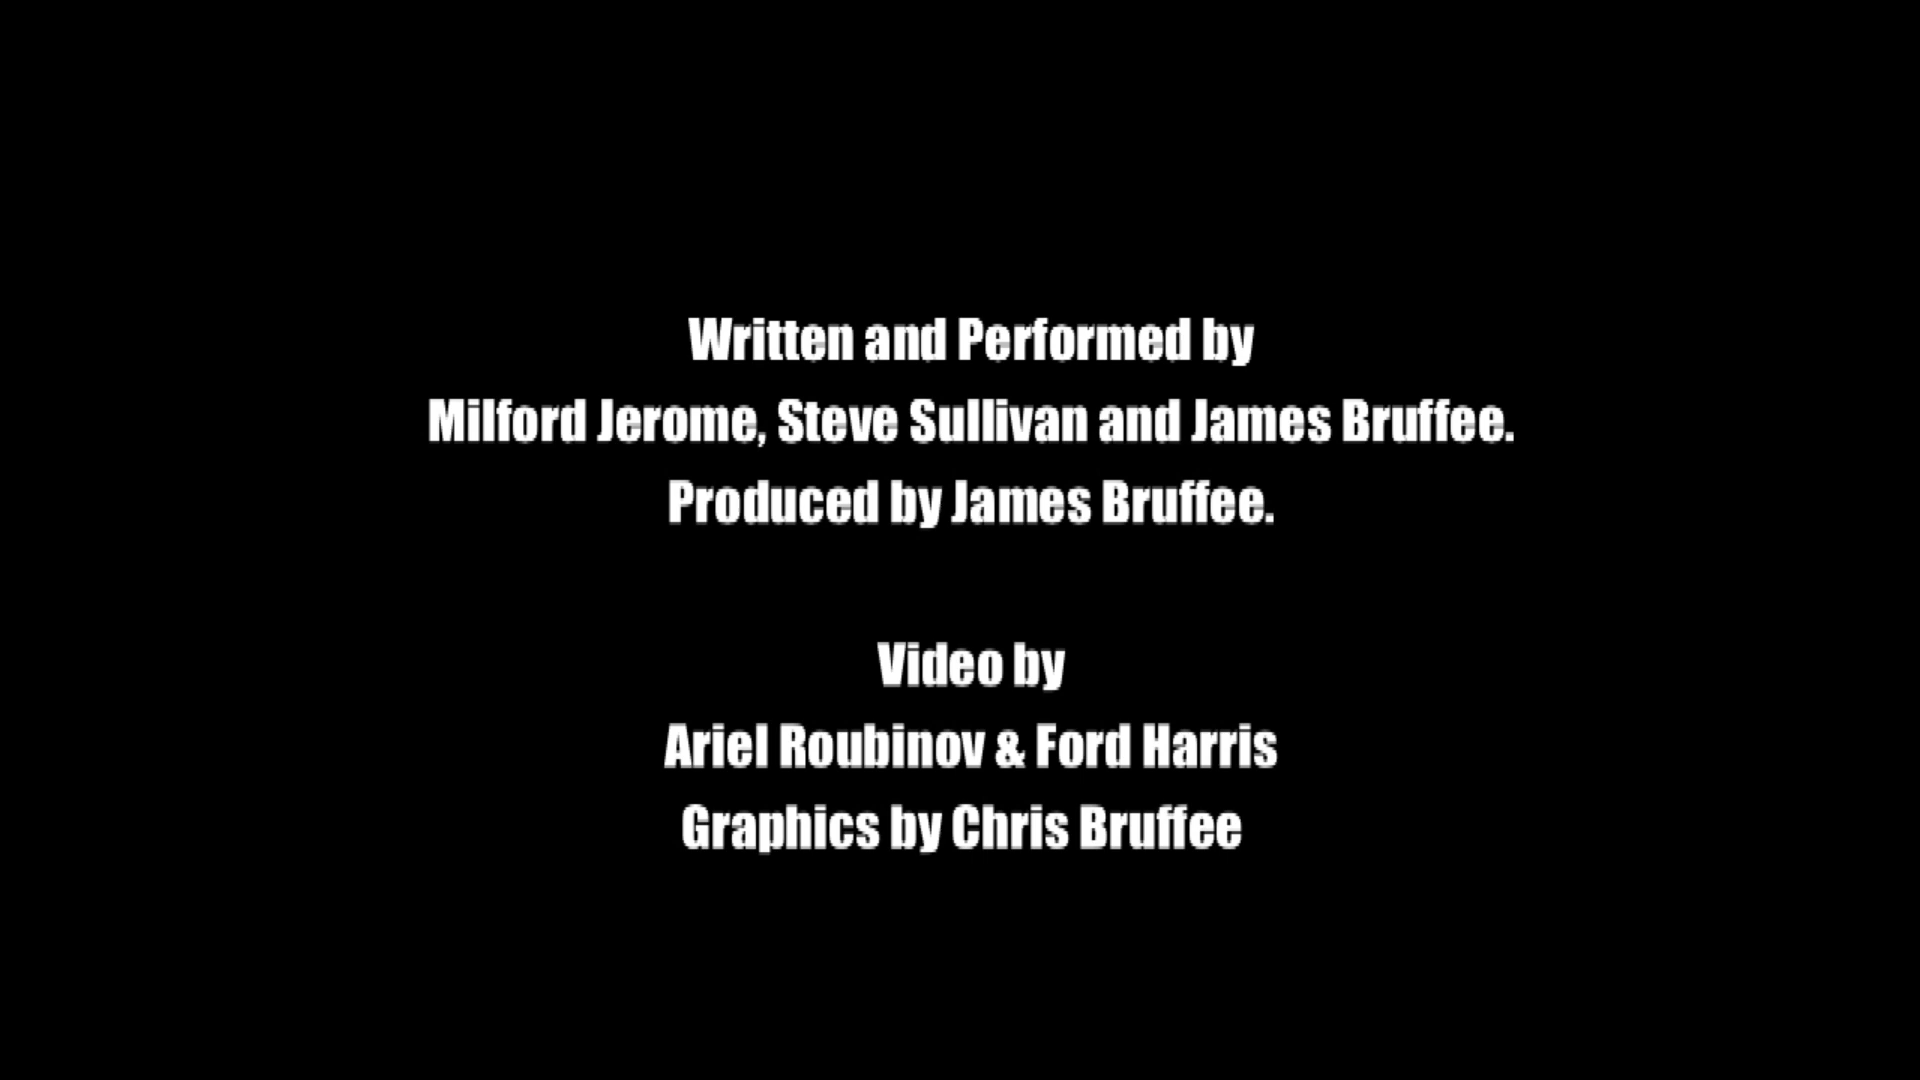 Written and Performed by
Milford Jerome, Steve Sullivan and James Bruffee.
Produced by James Bruffee.
Video by
Ariel Roubinov & Ford Harris
Graphics by Chris Bruffee